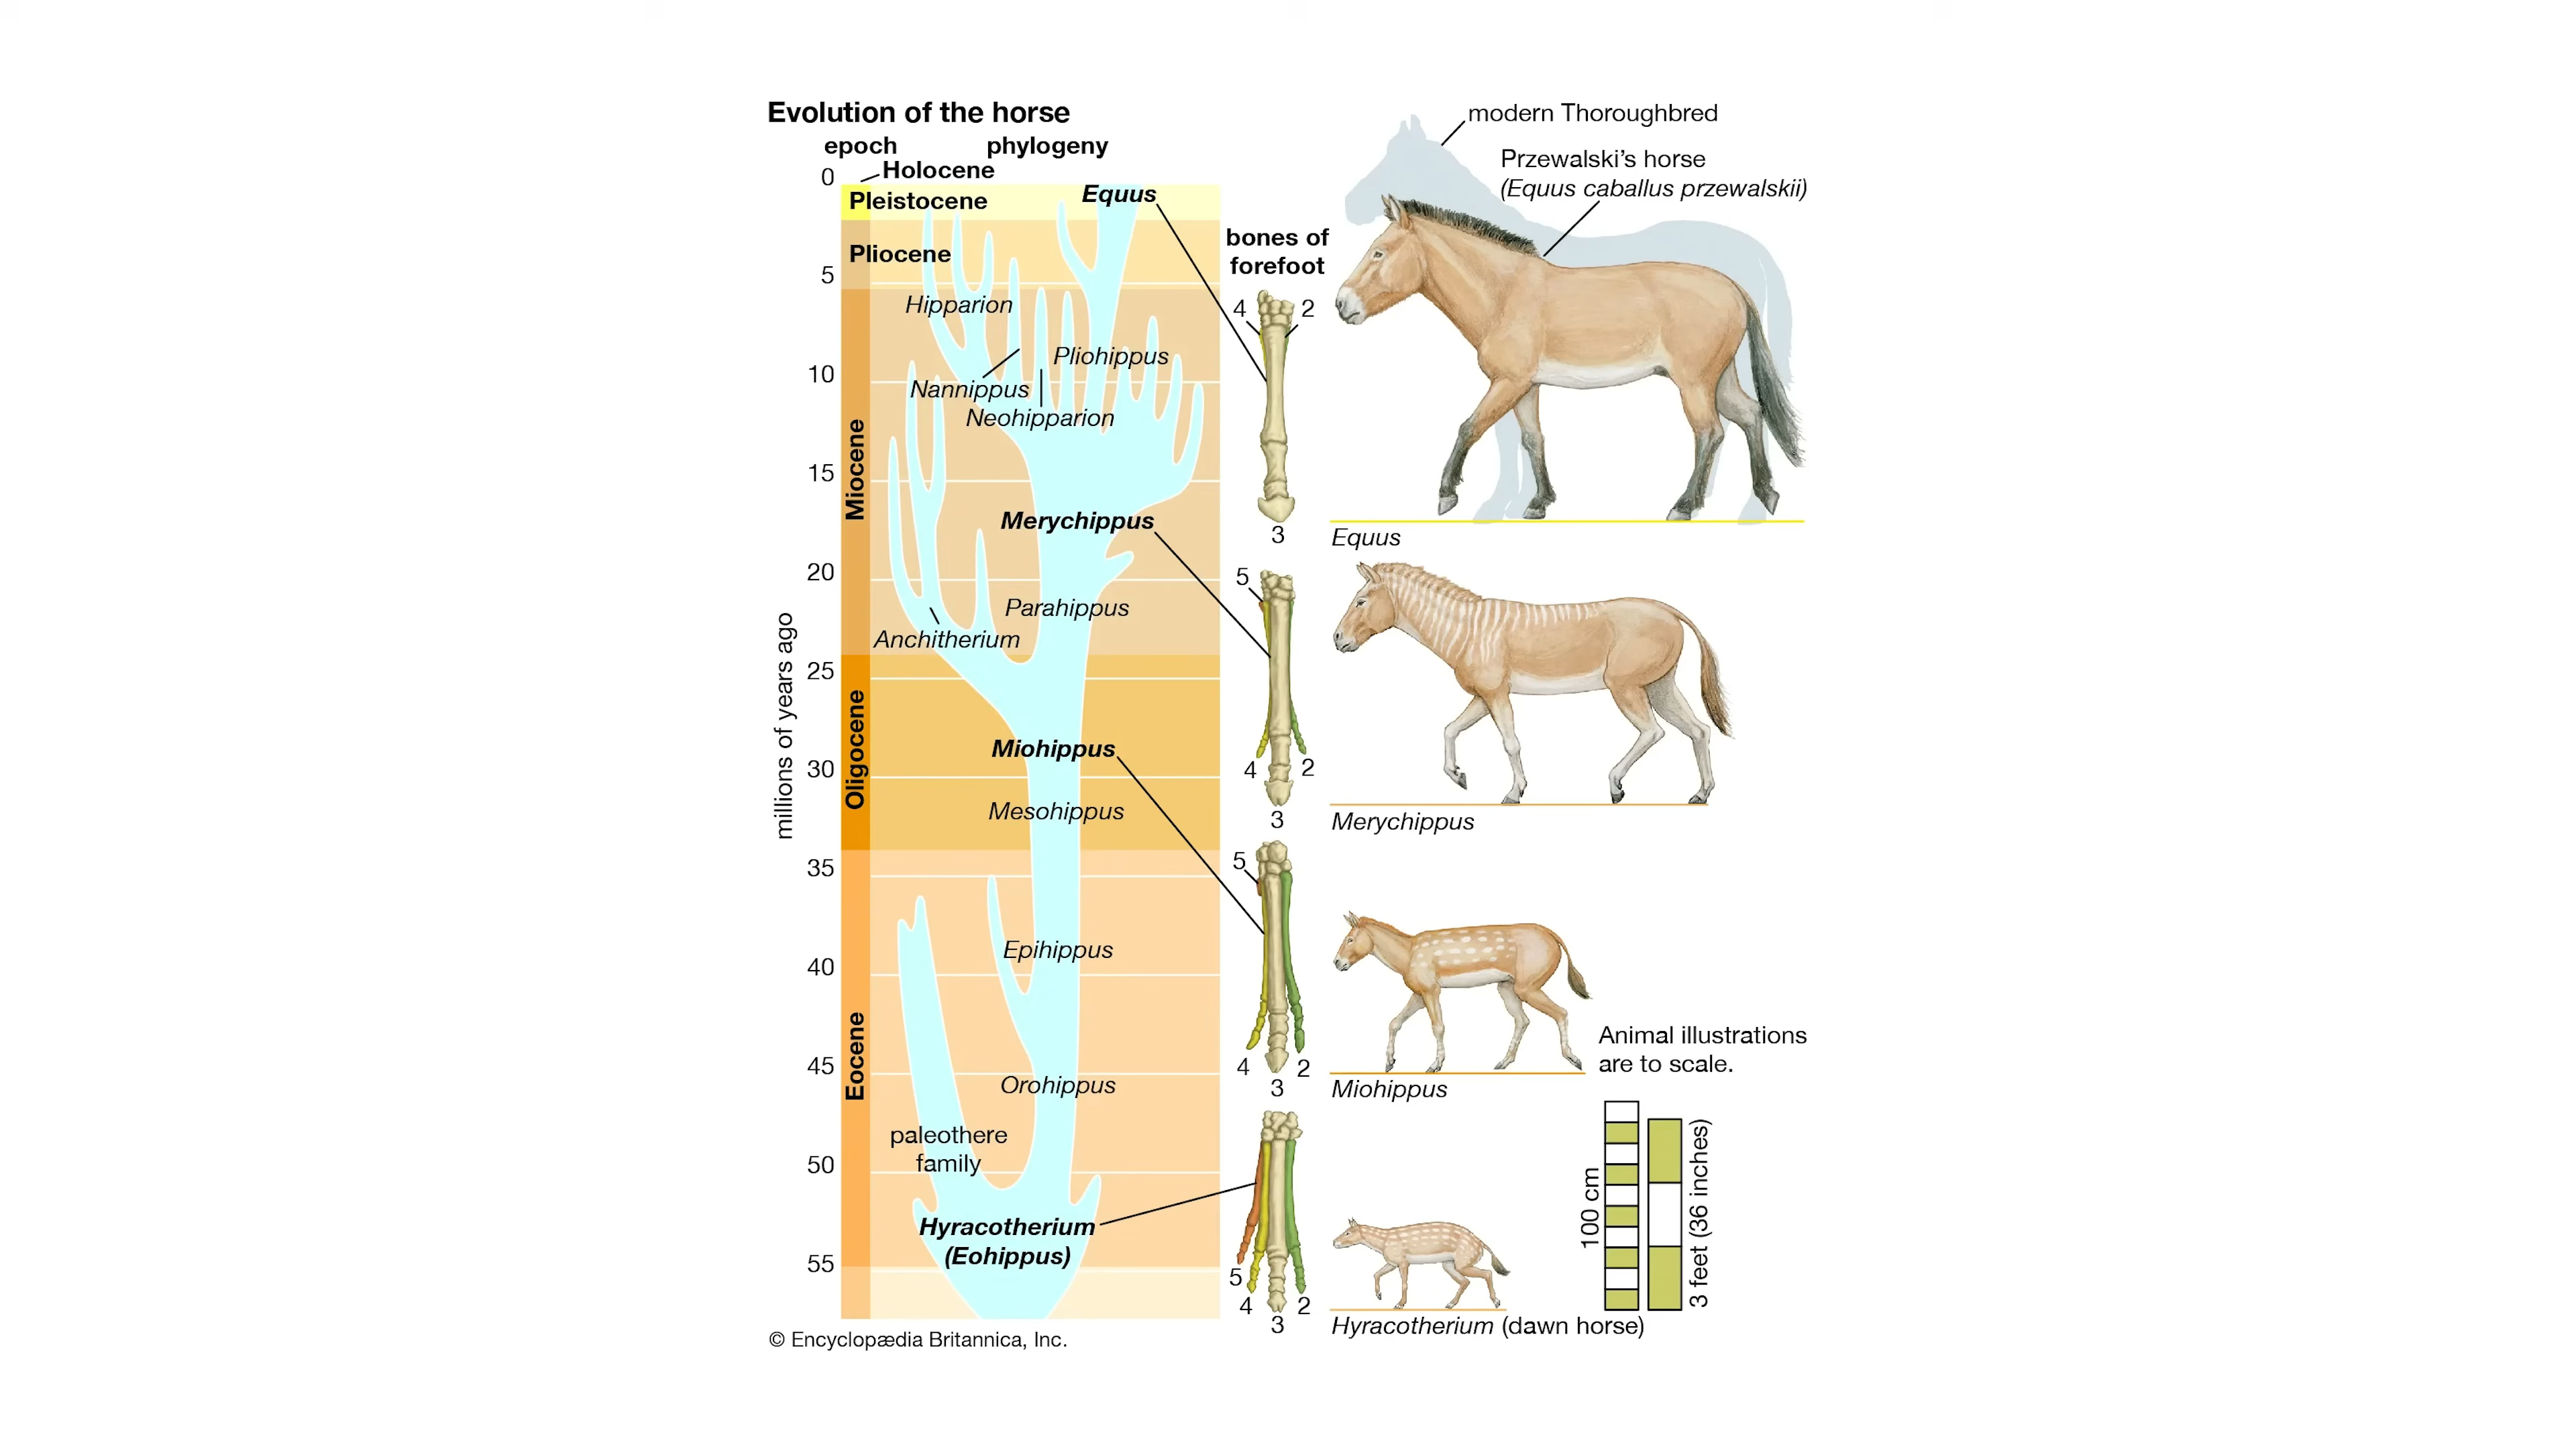 Evolution of the horse
epoch phylogeny
Holocene
0
Pleistocene
Equus
Pliocene
5
Hipparion
Pliohippus
10
Nannippus
Neohipparion
Miocene
15
Merychippus
20
Parahippus
Anchitherium
25
Oligocene
Miohippus
30
Mesohippus
millions of years ago
35
Epihippus
40
Eocene
45
Orohippus
paleothere
family
50
Hyracotherium
(Eohippus)
55
bones of
forefoot
4 2
3
5
4 2
3
5
4 2
3
5
4 2
3
modern Thoroughbred
Przewalski’s horse
(Equus caballus przewalskii)
Equus
Merychippus
Miohippus
Animal illustrations
are to scale.
100 cm
3 feet (36 inches)
Hyracotherium (dawn horse)
© Encyclopædia Britannica, Inc.